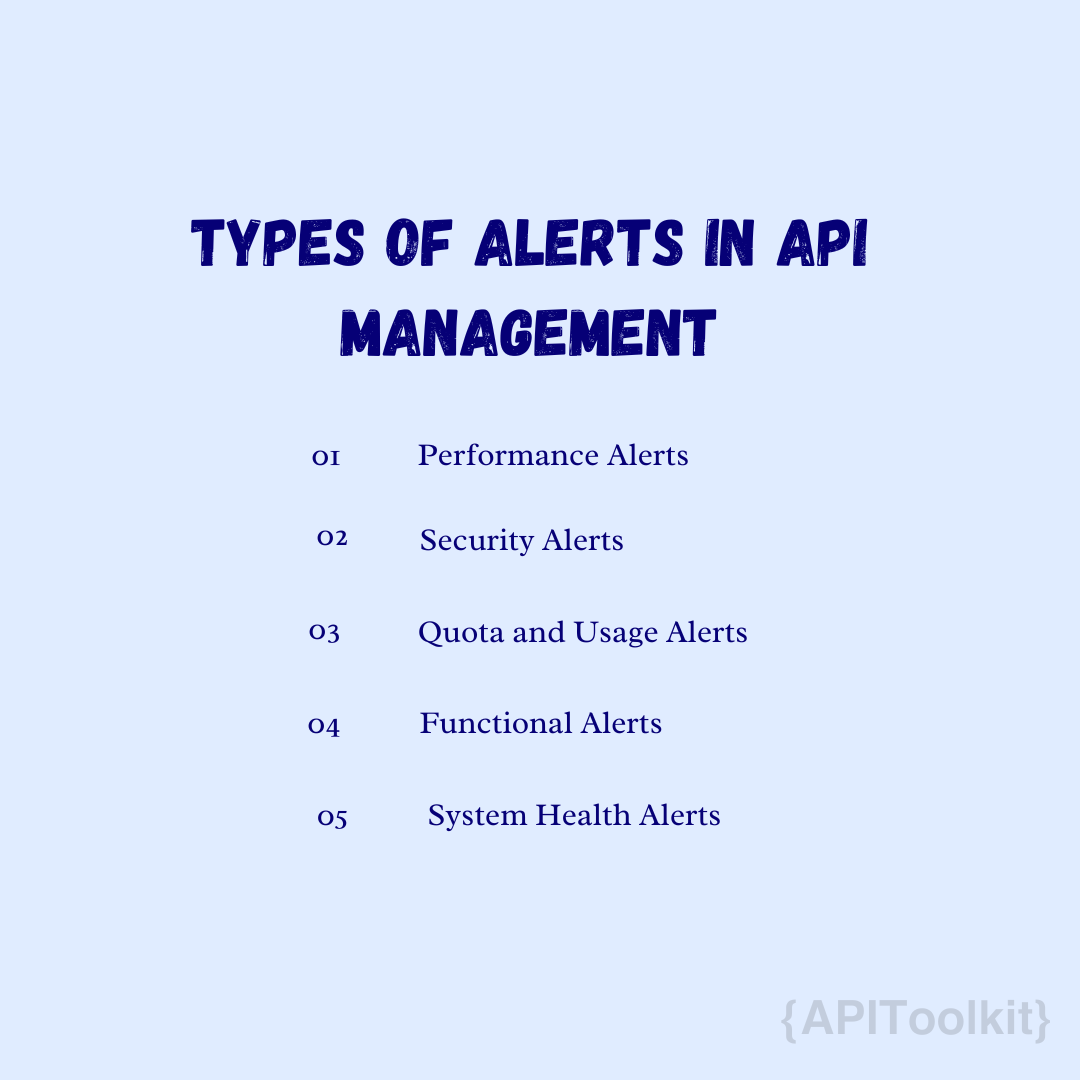 TYPES OF ALERTS IN API
MANAGEMENT
01 Performance Alerts
02 Security Alerts
03 Quota and Usage Alerts
04 Functional Alerts
05 System Health Alerts
{APIToolkit}